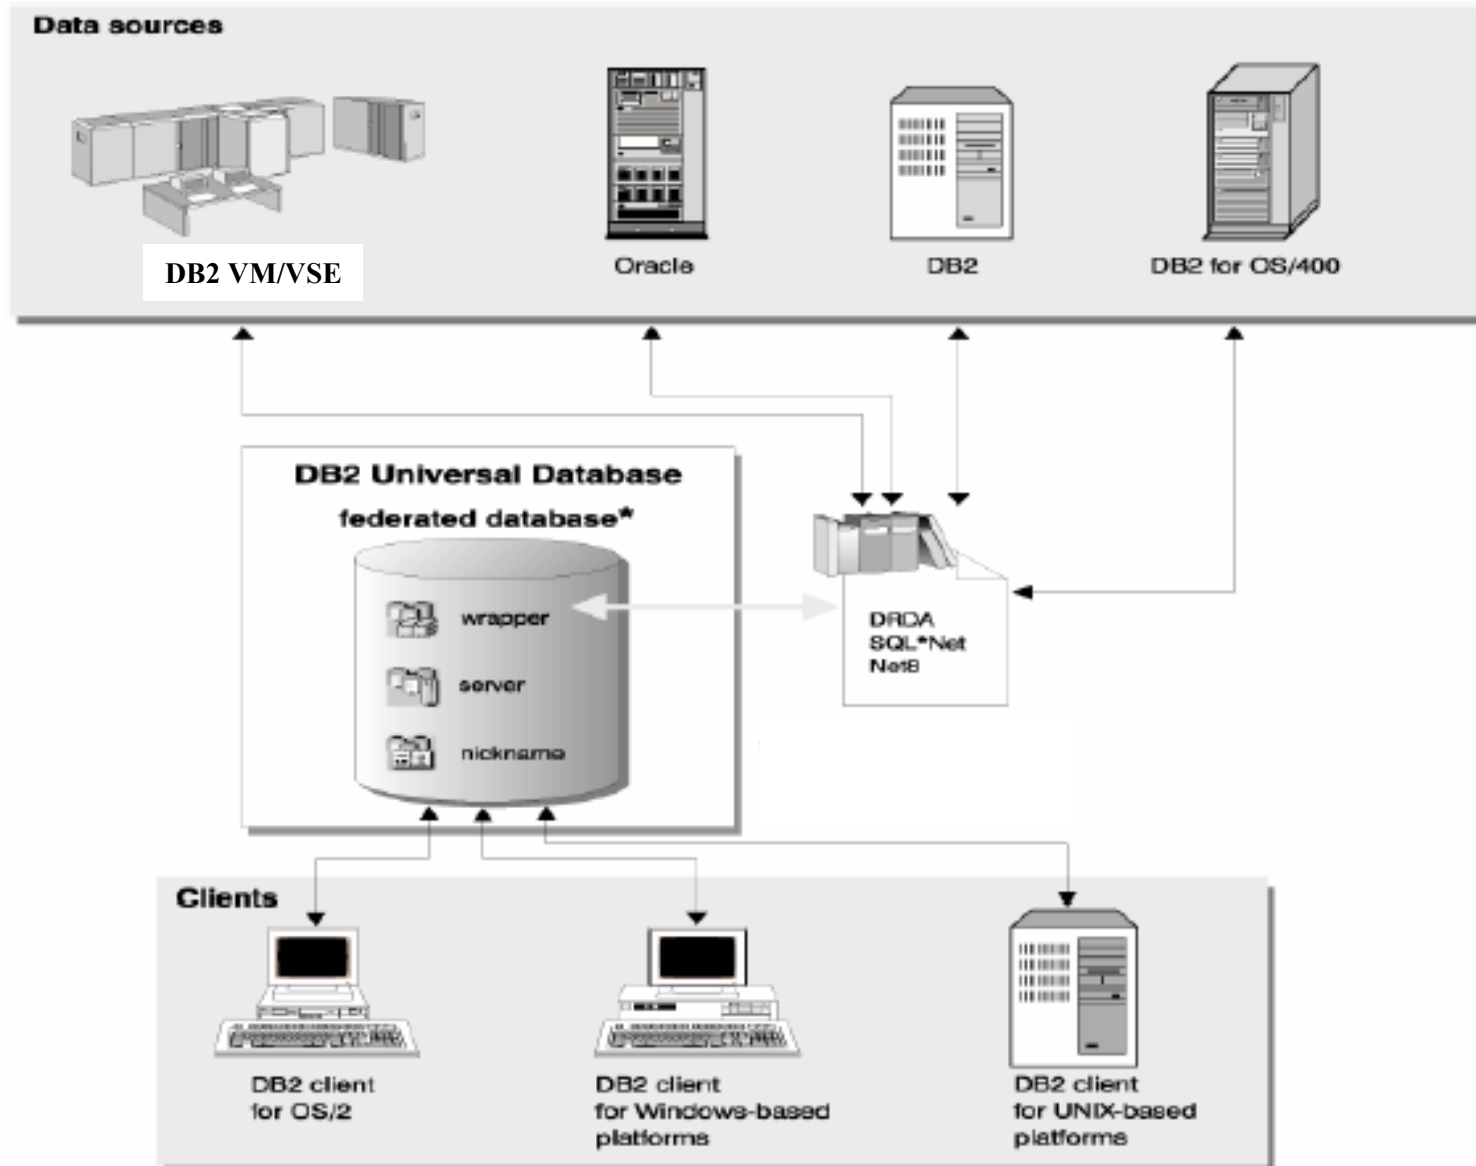 Data sources
DB2 VM/VSE
Oracle
DB2
DB2 for OS/400
DB2 Universal Database
federated database*
wrapper
server
nickname
DRDA
SQL*Net
Net8
Clients
DB2 client
for OS/2
DB2 client
for Windows-based
platforms
DB2 client
for UNIX-based
platforms